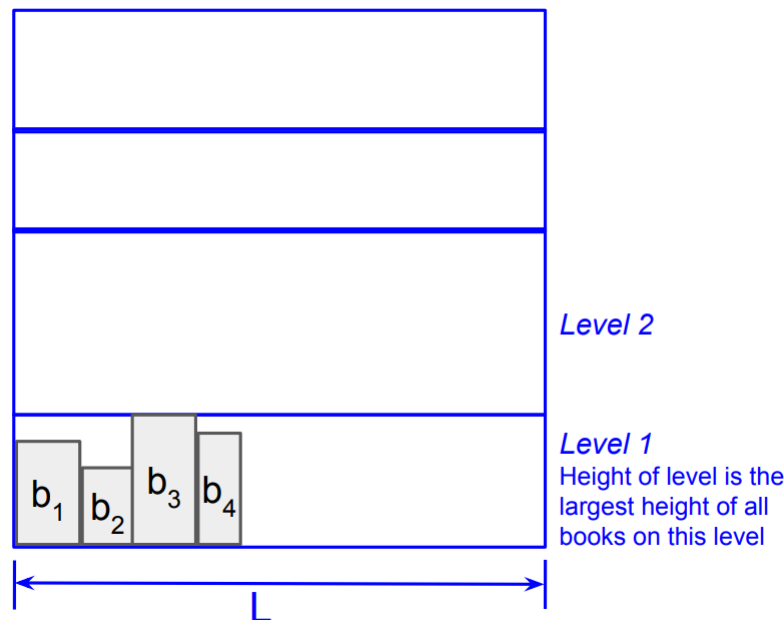 Level 2
Level 1
Height of level is the
largest height of all
books on this level
b₁ b₂ b₃ b₄
L